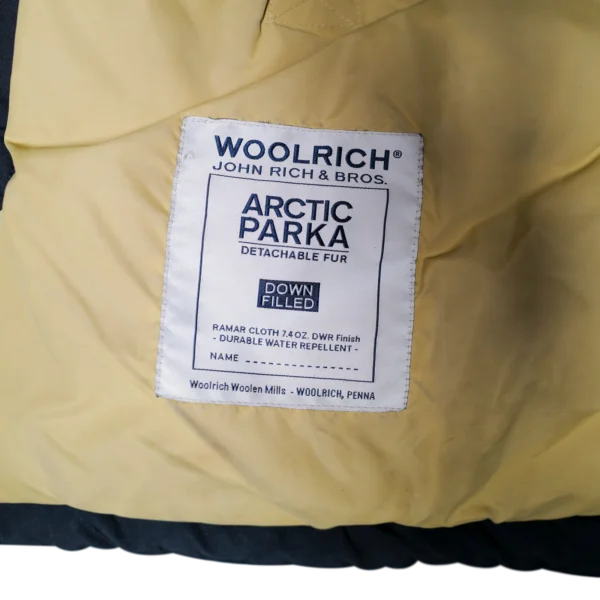 WOOLRICH®
JOHN RICH & BROS.
ARCTIC
PARKA
DETACHABLE FUR
DOWN
FILLED
RAMAR CLOTH 7.4 OZ. DWR Finish
- DURABLE WATER REPELLENT -
NAME ---------------
Woolrich Woolen Mills - WOOLRICH, PENNA